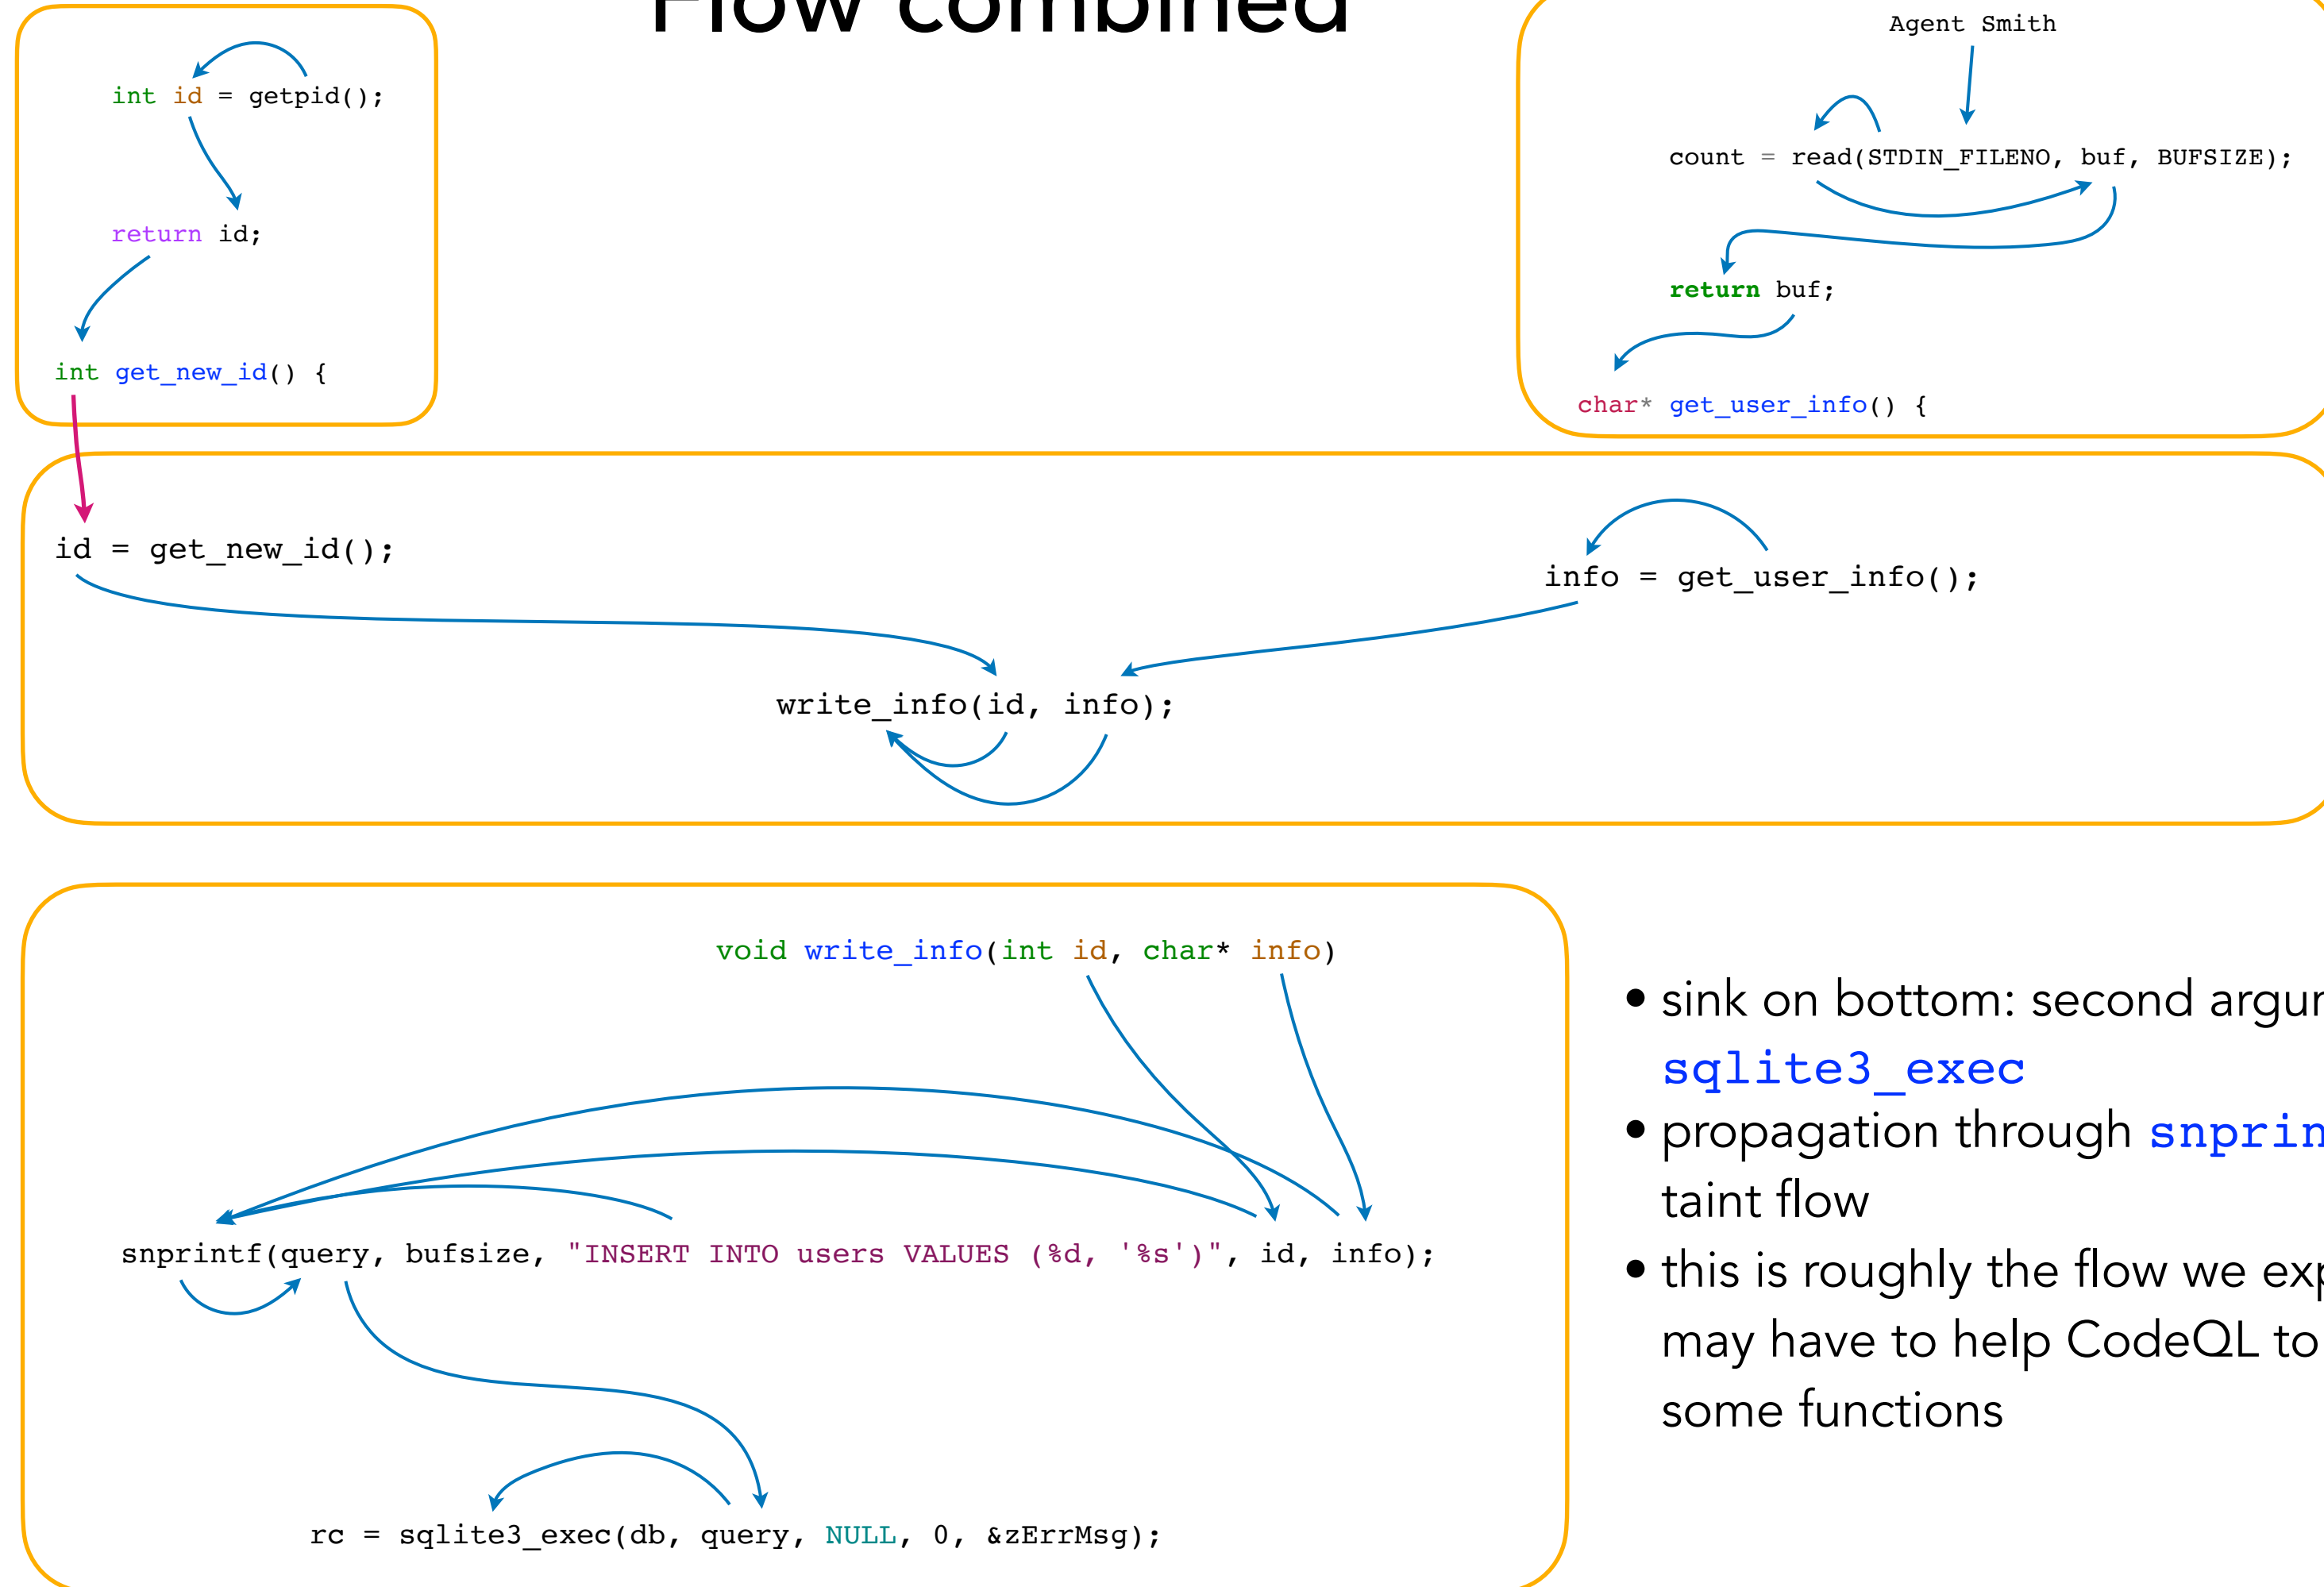 Flow combined
int id = getpid();
return id;
int get_new_id() {
Agent Smith
count = read(STDIN_FILENO, buf, BUFSIZE);
return buf;
char* get_user_info() {
id = get_new_id();
info = get_user_info();
write_info(id, info);
void write_info(int id, char* info)
snprintf(query, bufsize, "INSERT INTO users VALUES (%d, '%s')", id, info);
rc = sqlite3_exec(db, query, NULL, 0, &zErrMsg);
• sink on bottom: second
sqlite3_exec
• propagation through
taint flow
• this is roughly the flow we
may have to help CodeQL to
some functions